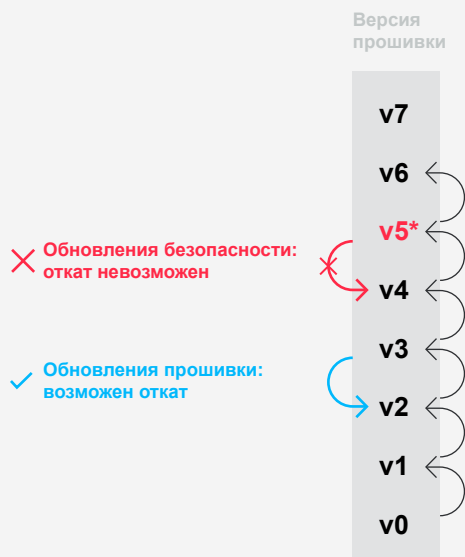 Версия
прошивки
v7
v6
v5*
Обновления безопасности:
откат невозможен
v4
v3
Обновления прошивки:
возможен откат
v2
v1
v0